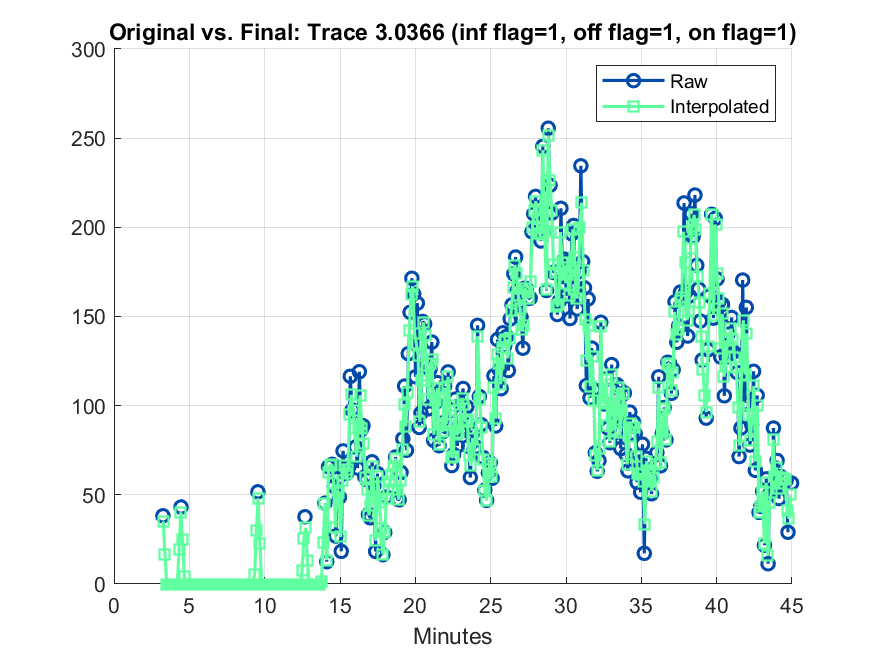 Original vs. Final: Trace 3.0366 (inf flag=1, off flag=1, on flag=1)
300
250
200
150
100
50
0
Raw
Interpolated
0 5 10 15 20 25 30 35 40 45
Minutes